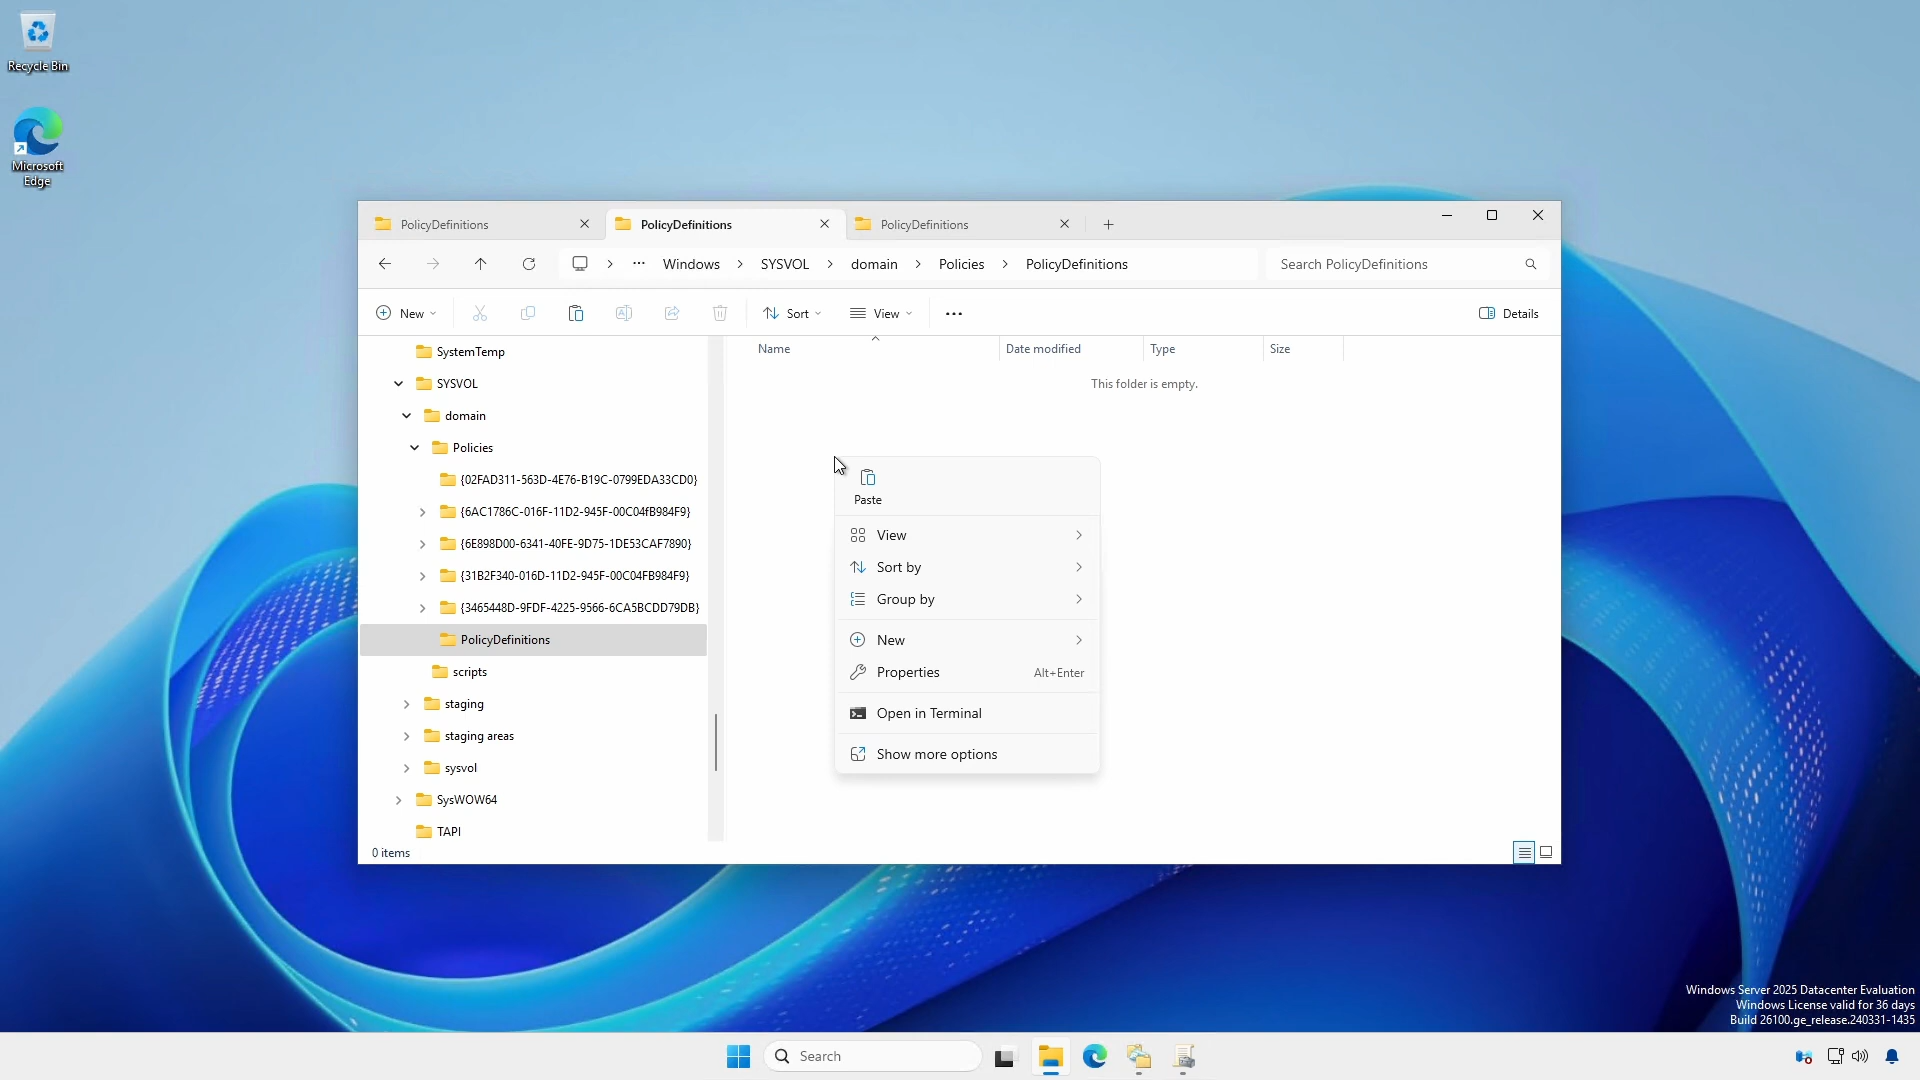 Recycle Bin
Microsoft
Edge
PolicyDefinitions
PolicyDefinitions
PolicyDefinitions
Windows
SYSVOL
domain
Policies
PolicyDefinitions
Search PolicyDefinitions
New
Sort
View
Details
SystemTemp
SYSVOL
domain
Policies
{02FAD311-563D-4E76-B19C-0799EDA33CD0}
{6AC1786C-016F-11D2-945F-00C04fB984F9}
{6E898D00-6341-40FE-9D75-1DE53CAF7890}
{31B2F340-016D-11D2-945F-00C04FB984F9}
{3465448D-9FDF-4225-9566-6CA5BCDD79DB}
PolicyDefinitions
scripts
staging
staging areas
sysvol
SysWOW64
TAPI
Name
Date modified
Type
Size
This folder is empty.
Paste
View
Sort by
Group by
New
Properties Alt+Enter
Open in Terminal
Show more options
0 items
Windows Server 2025 Datacenter Evaluation
Windows License valid for 36 days
Build 26100.ge_release.240331-1435
Search